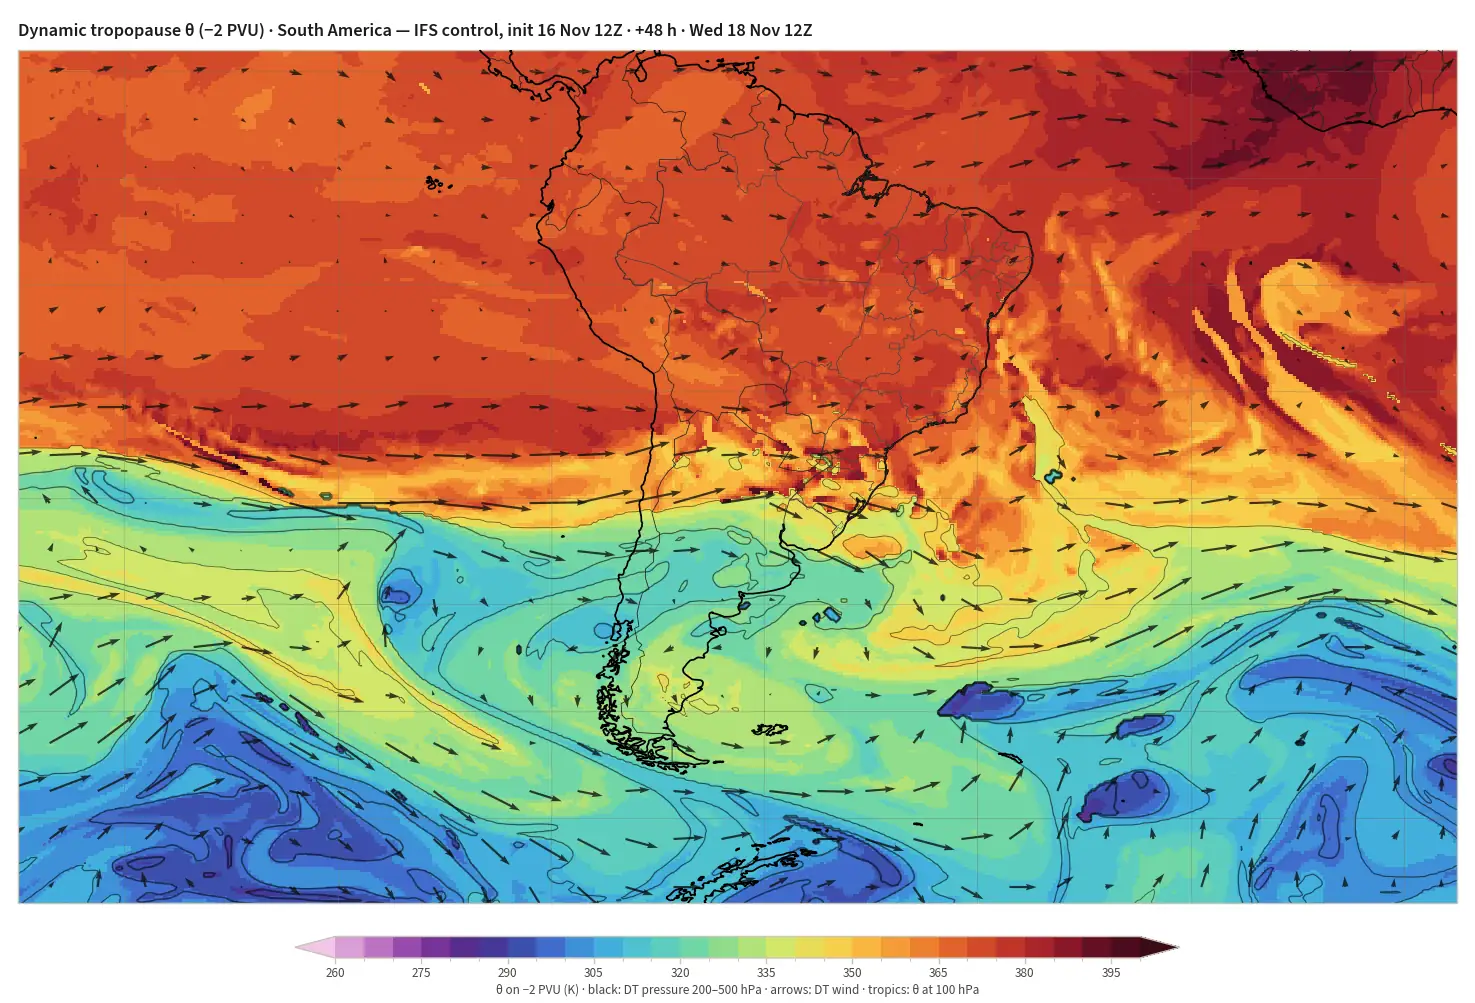 Dynamic tropopause θ (−2 PVU) · South America — IFS control, init 16 Nov 12Z · +48 h · Wed 18 Nov 12Z
260 275 290 305 320 335 350 365 380 395
θ on −2 PVU (K) · black: DT pressure 200–500 hPa · arrows: DT wind · tropics: θ at 100 hPa